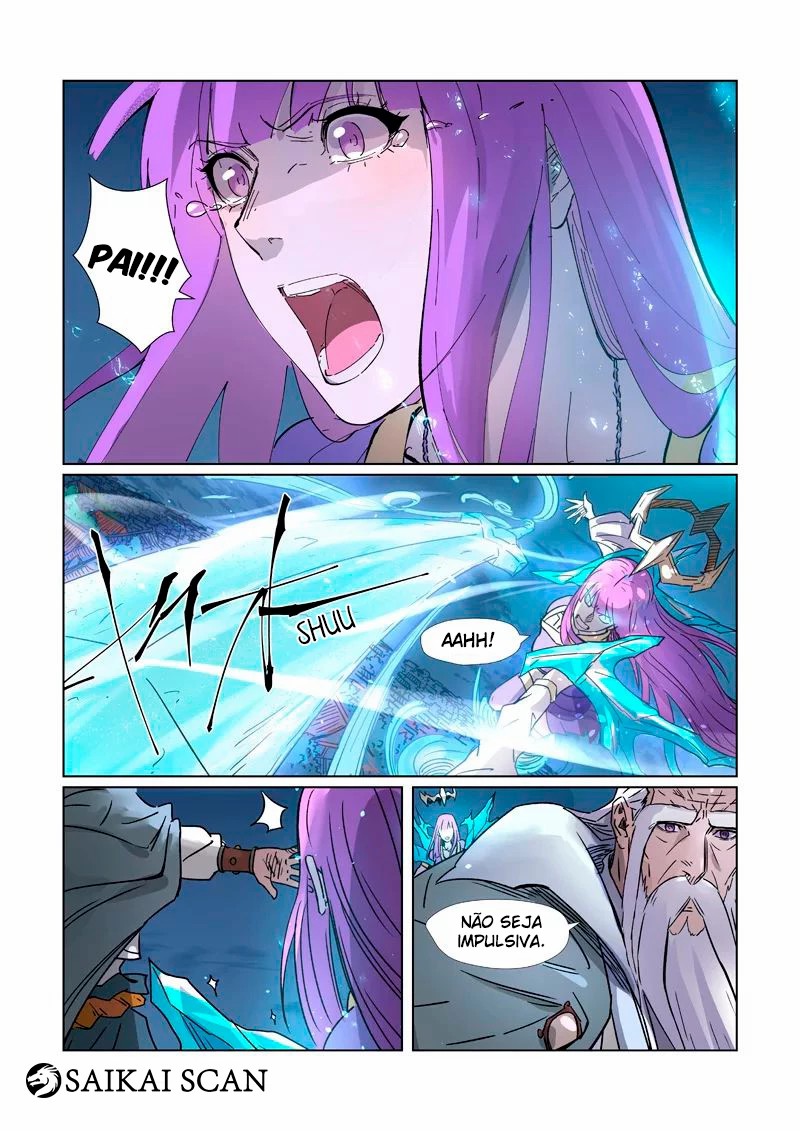 PAI!!!
SHUU
AAHH!
NÃO SEJA
IMPULSIVA.
SAIKAI SCAN